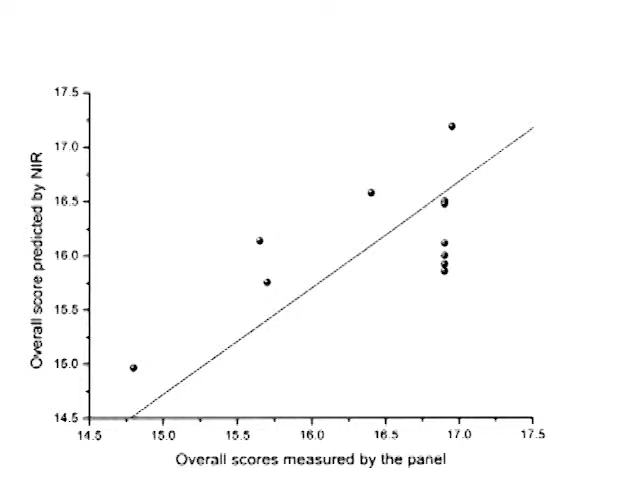 17.5
17.0
16.5
16.0
15.5
15.0
14.5
Overall score predicted by NIR
14.5 15.0 15.5 16.0 16.5 17.0 17.5
Overall scores measured by the panel